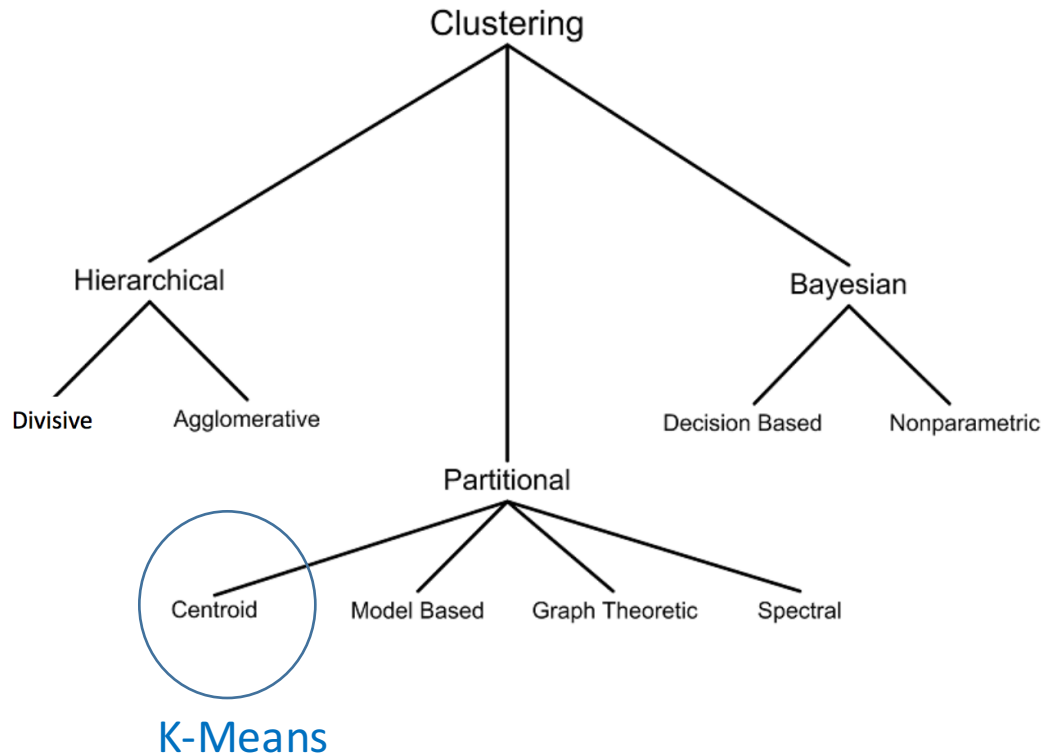 Clustering
Hierarchical
Bayesian
Divisive
Agglomerative
Decision Based
Nonparametric
Partitional
Centroid
Model Based
Graph Theoretic
Spectral
K-Means